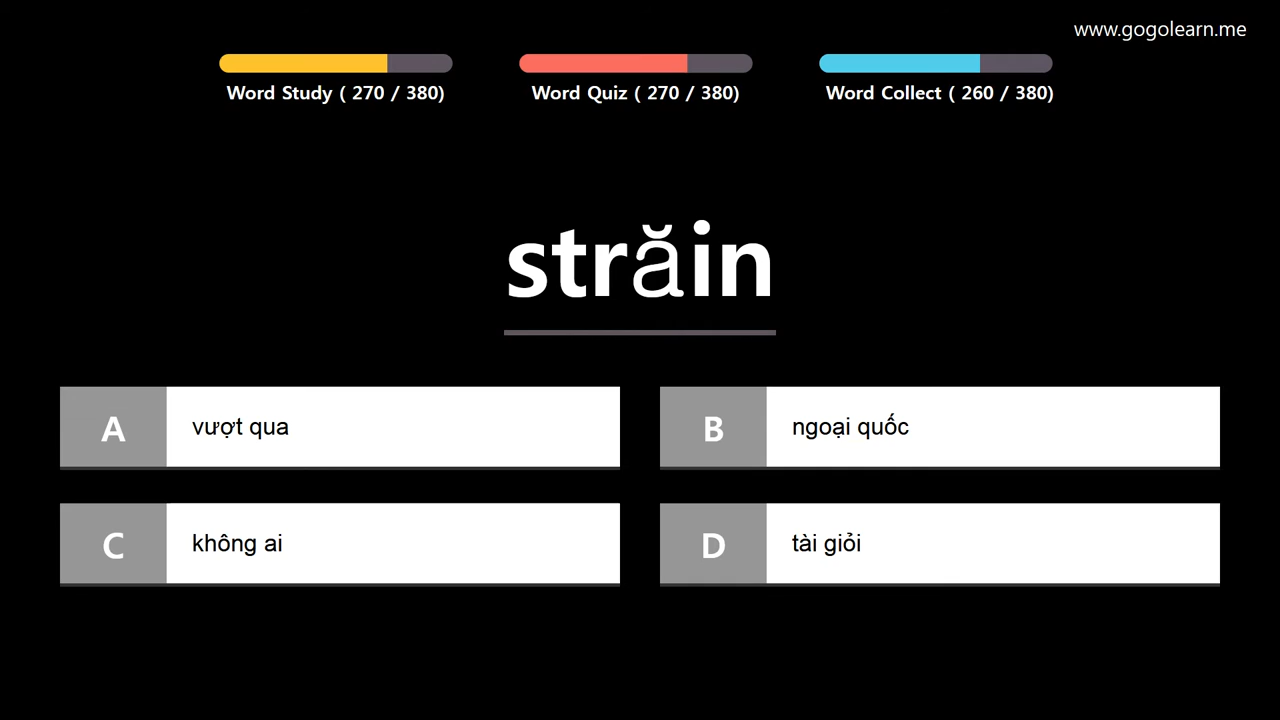 www.gogolearn.me
Word Study ( 270 / 380)
Word Quiz ( 270 / 380)
Word Collect ( 260 / 380)
străin
A vượt qua
B ngoại quốc
C không ai
D tài giỏi